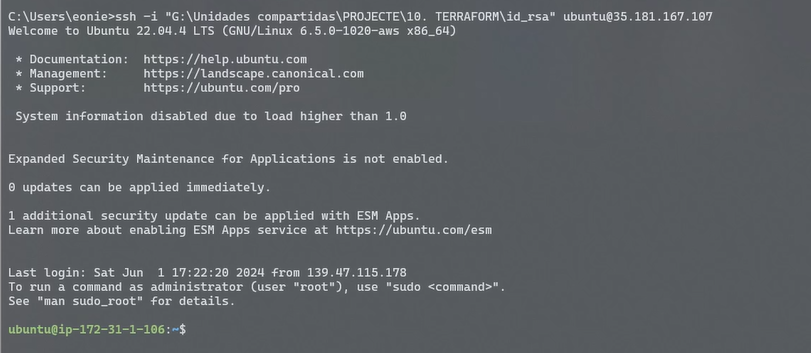 C:\Users\eonie>ssh -i "G:\Unidades compartidas\PROJECTE\10. TERRAFORM\id_rsa" ubuntu@35.181.167.107
Welcome to Ubuntu 22.04.4 LTS (GNU/Linux 6.5.0-1020-aws x86_64)
* Documentation:  https://help.ubuntu.com
* Management:     https://landscape.canonical.com
* Support:        https://ubuntu.com/pro
System information disabled due to load higher than 1.0
Expanded Security Maintenance for Applications is not enabled.
0 updates can be applied immediately.
1 additional security update can be applied with ESM Apps.
Learn more about enabling ESM Apps service at https://ubuntu.com/esm
Last login: Sat Jun  1 17:22:20 2024 from 139.47.115.178
To run a command as administrator (user "root"), use "sudo <command>".
See "man sudo_root" for details.
ubuntu@ip-172-31-1-106:~$